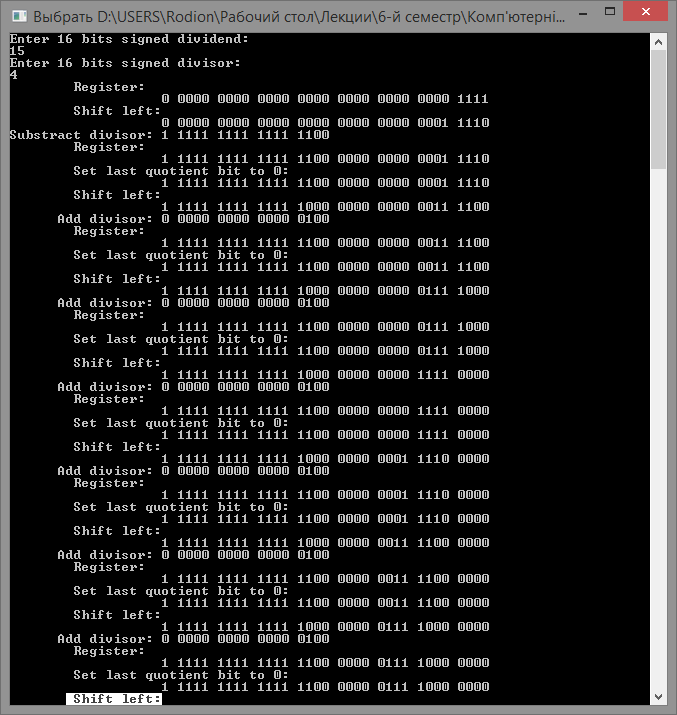 Выбрать D:\USERS\Rodion\Рабочий стол\Лекции\6-й семестр\Комп'ютерні...
Enter 16 bits signed dividend:
15
Enter 16 bits signed divisor:
4
Register:
0 0000 0000 0000 0000 0000 0000 0000 1111
Shift left:
0 0000 0000 0000 0000 0000 0000 0001 1110
Substract divisor: 1 1111 1111 1111 1100
Register:
1 1111 1111 1111 1100 0000 0000 0001 1110
Set last quotient bit to 0:
1 1111 1111 1111 1100 0000 0000 0001 1110
Shift left:
1 1111 1111 1111 1000 0000 0000 0011 1100
Add divisor: 0 0000 0000 0000 0100
Register:
1 1111 1111 1111 1100 0000 0000 0011 1100
Set last quotient bit to 0:
1 1111 1111 1111 1100 0000 0000 0011 1100
Shift left:
1 1111 1111 1111 1000 0000 0000 0111 1000
Add divisor: 0 0000 0000 0000 0100
Register:
1 1111 1111 1111 1100 0000 0000 0111 1000
Set last quotient bit to 0:
1 1111 1111 1111 1100 0000 0000 0111 1000
Shift left:
1 1111 1111 1111 1000 0000 0000 1111 0000
Add divisor: 0 0000 0000 0000 0100
Register:
1 1111 1111 1111 1100 0000 0000 1111 0000
Set last quotient bit to 0:
1 1111 1111 1111 1100 0000 0000 1111 0000
Shift left:
1 1111 1111 1111 1000 0000 0001 1110 0000
Add divisor: 0 0000 0000 0000 0100
Register:
1 1111 1111 1111 1100 0000 0001 1110 0000
Set last quotient bit to 0:
1 1111 1111 1111 1100 0000 0001 1110 0000
Shift left:
1 1111 1111 1111 1000 0000 0011 1100 0000
Add divisor: 0 0000 0000 0000 0100
Register:
1 1111 1111 1111 1100 0000 0011 1100 0000
Set last quotient bit to 0:
1 1111 1111 1111 1100 0000 0011 1100 0000
Shift left:
1 1111 1111 1111 1000 0000 0111 1000 0000
Add divisor: 0 0000 0000 0000 0100
Register:
1 1111 1111 1111 1100 0000 0111 1000 0000
Set last quotient bit to 0:
1 1111 1111 1111 1100 0000 0111 1000 0000
Shift left: